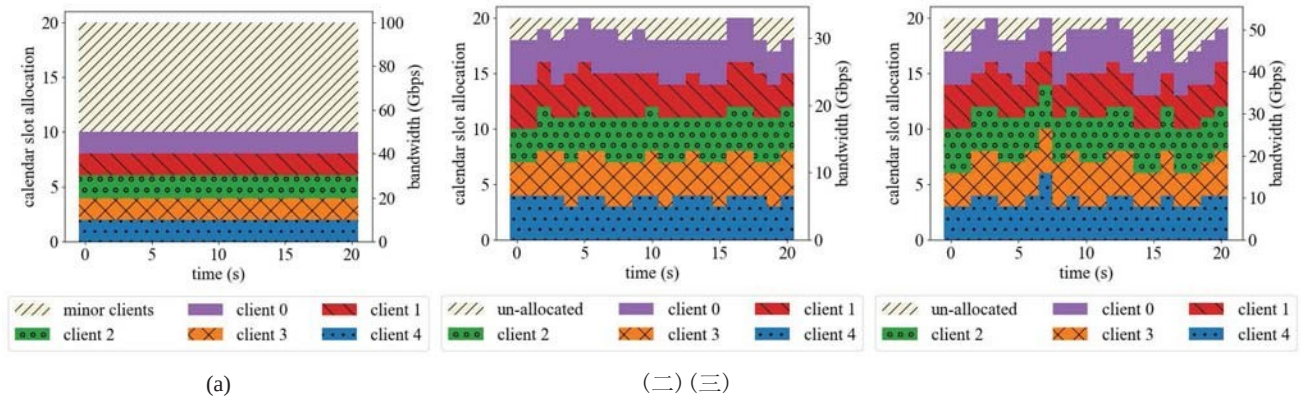 20
15
10
5
0
calendar slot allocation
100
80
60
40
20
0
bandwidth (Gbps)
0 5 10 15 20
time (s)
minor clients client 0 client 1
client 2 client 3 client 4
(a)
20
15
10
5
0
calendar slot allocation
30
20
10
0
bandwidth (Gbps)
0 5 10 15 20
time (s)
un-allocated client 0 client 1
client 2 client 3 client 4
20
15
10
5
0
calendar slot allocation
50
40
30
20
10
0
bandwidth (Gbps)
0 5 10 15 20
time (s)
un-allocated client 0 client 1
client 2 client 3 client 4
(二) (三)